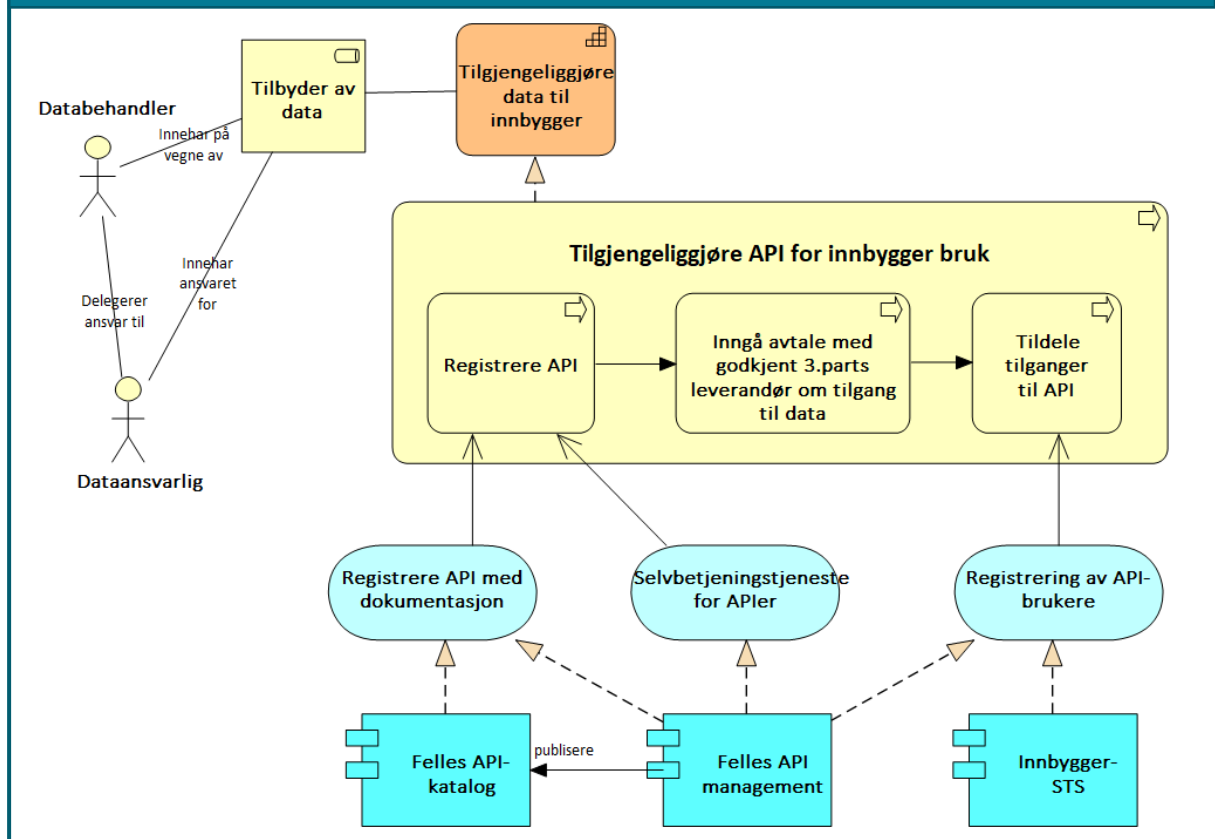 Tilgjengeliggjøre
data til
innbygger
Tilbyder av
data
Databehandler
Innehar på
vegne av
Innehar
ansvaret
for
Delegerer
ansvar til
Dataansvarlig
Tilgjengeliggjøre API for innbygger bruk
Registrere API
Inngå avtale med
godkjent 3.parts
leverandør om tilgang
til data
Tildele
tilganger
til API
Registrere API med
dokumentasjon
Selvbetjeningstjeneste
for APIer
Registrering av API-
brukere
Felles API-
katalog
publisere
Felles API
management
Innbygger-
STS